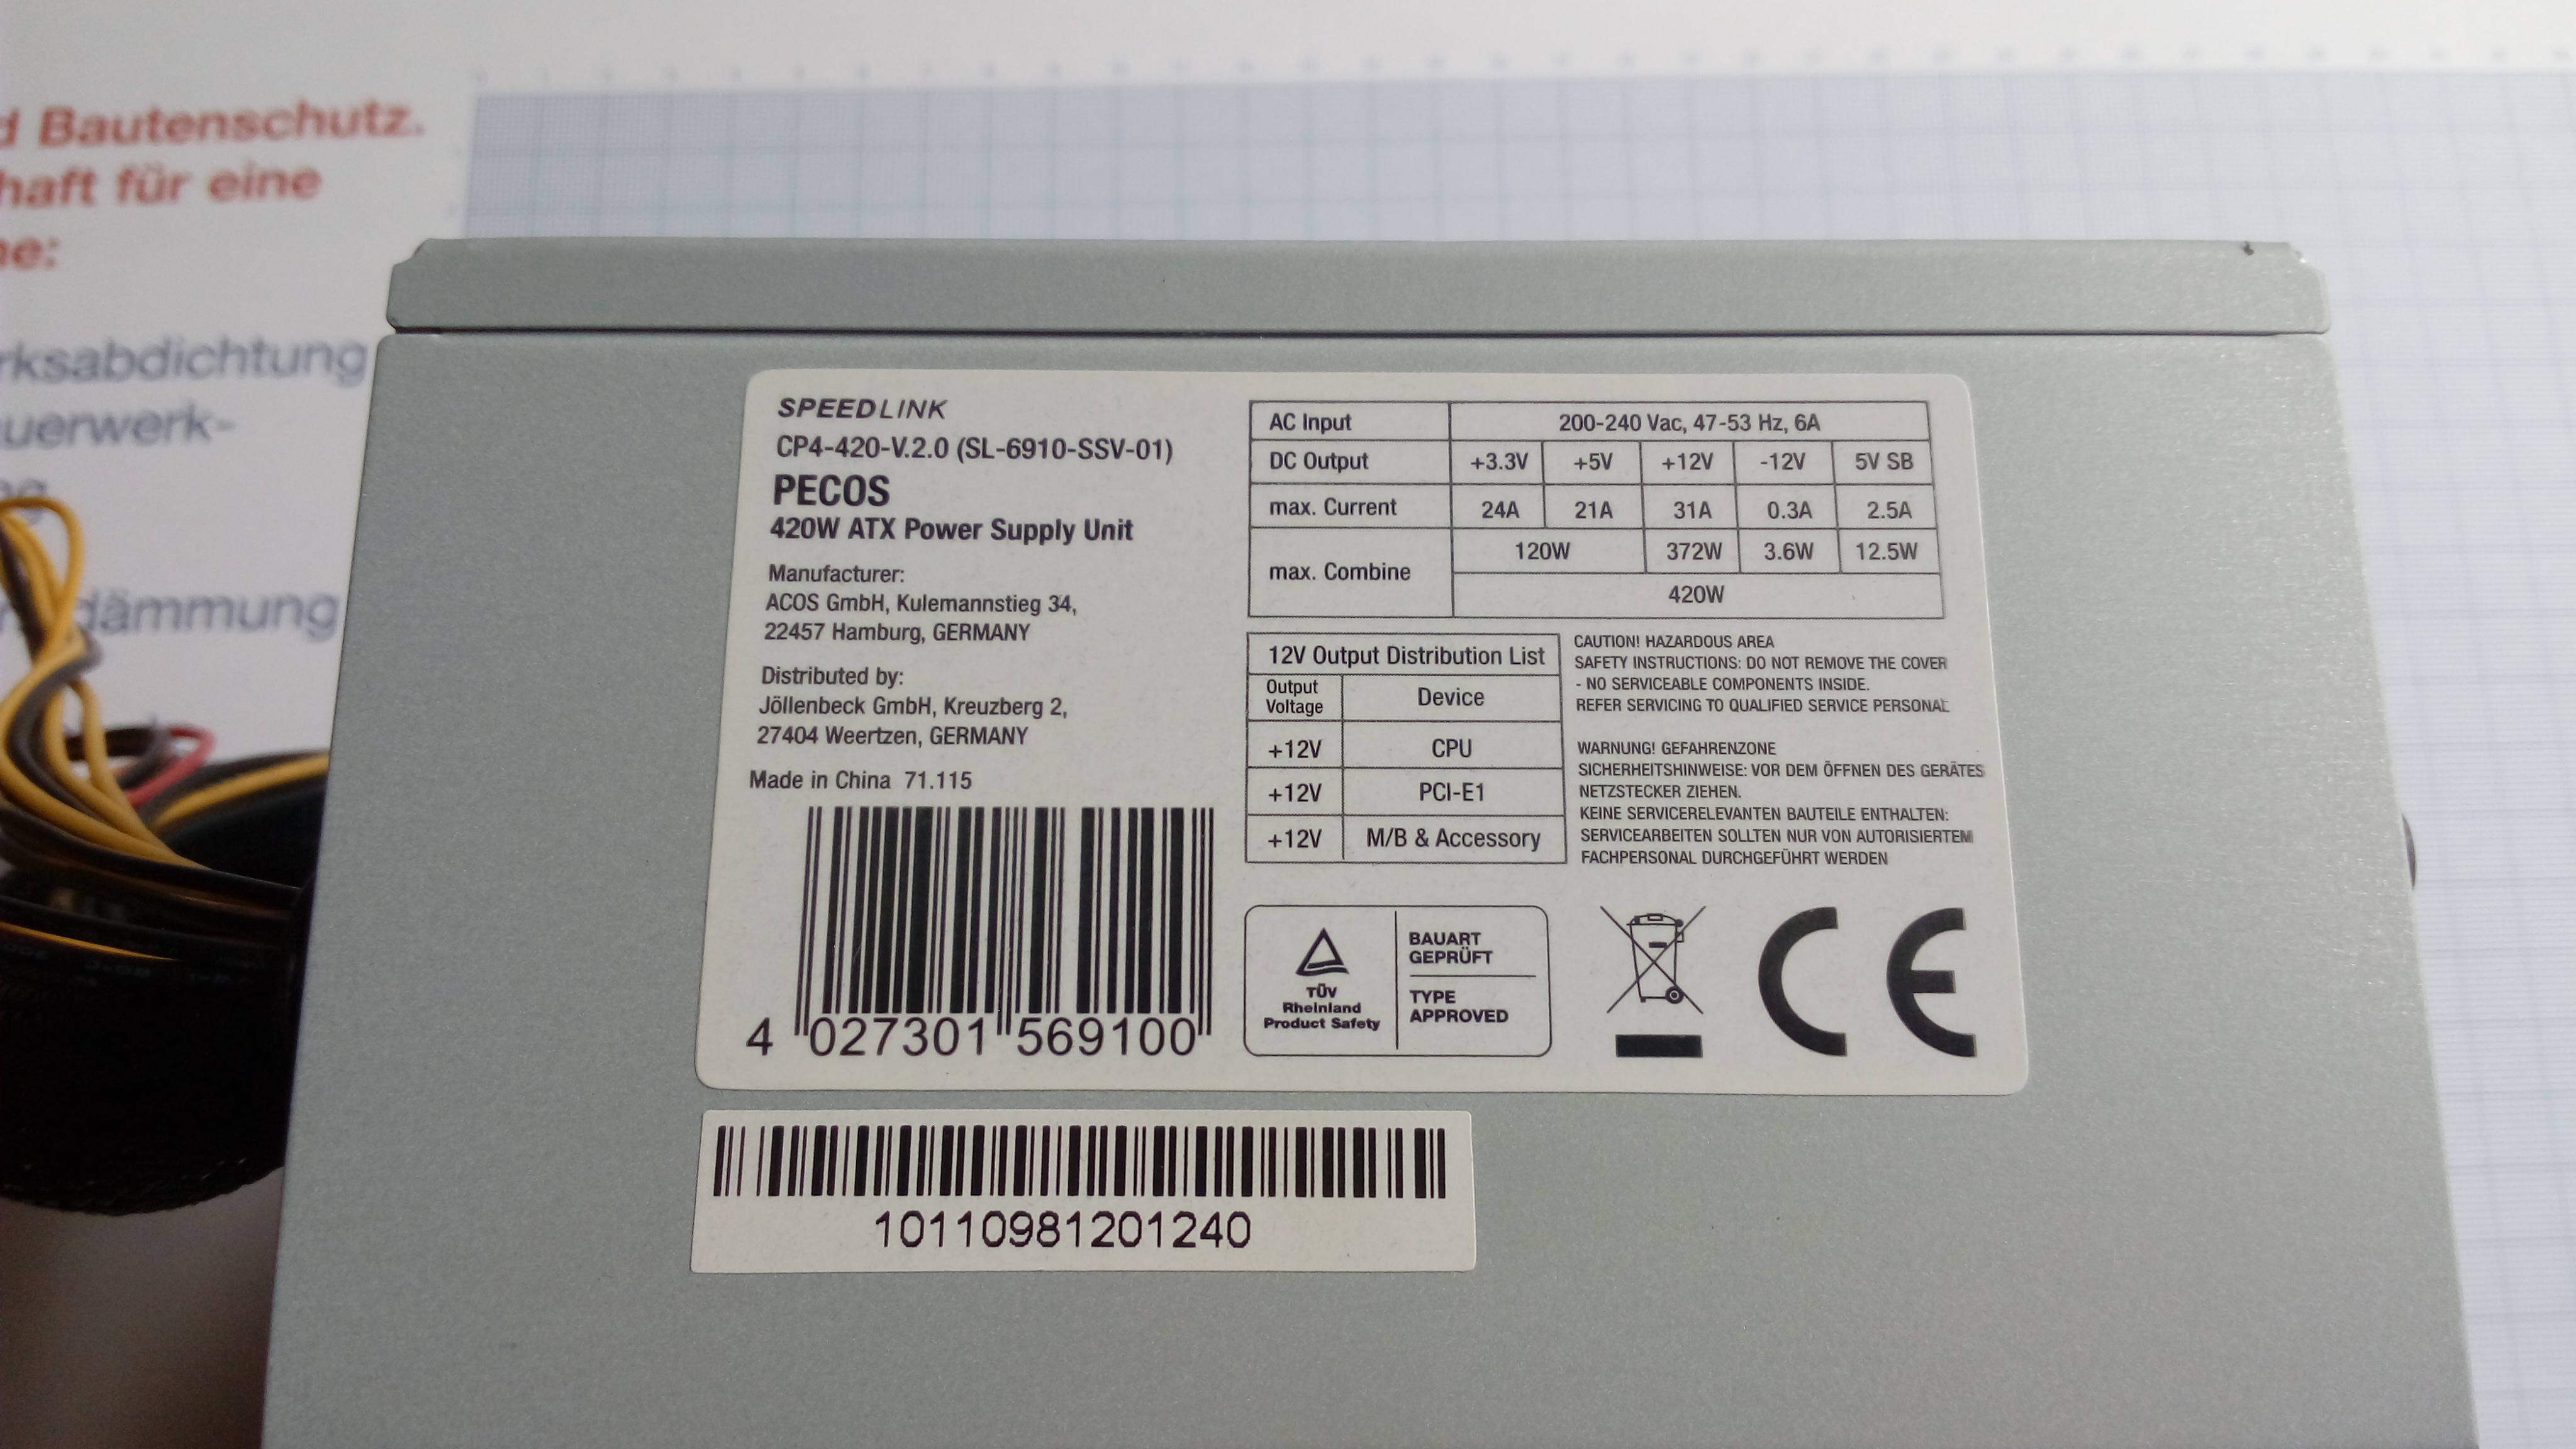 d Bautenschutz.
haft für eine
ne:
rksabdichtung
uerwerk-
ng
dämmung
SPEEDLINK
CP4-420-V.2.0 (SL-6910-SSV-01)
PECOS
420W ATX Power Supply Unit
Manufacturer:
ACOS GmbH, Kulemannstieg 34,
22457 Hamburg, GERMANY
Distributed by:
Jöllenbeck GmbH, Kreuzberg 2,
27404 Weertzen, GERMANY
Made in China 71.115
4 027301 569100
AC Input 200-240 Vac, 47-53 Hz, 6A
DC Output +3.3V +5V +12V -12V 5V SB
max. Current 24A 21A 31A 0.3A 2.5A
max. Combine 120W 372W 3.6W 12.5W
420W
12V Output Distribution List
Output Voltage Device
+12V CPU
+12V PCI-E1
+12V M/B & Accessory
CAUTION! HAZARDOUS AREA
SAFETY INSTRUCTIONS: DO NOT REMOVE THE COVER
- NO SERVICEABLE COMPONENTS INSIDE.
REFER SERVICING TO QUALIFIED SERVICE PERSONAL
WARNUNG! GEFAHRENZONE
SICHERHEITSHINWEISE: VOR DEM ÖFFNEN DES GERÄTES
NETZSTECKER ZIEHEN.
KEINE SERVICERELEVANTEN BAUTEILE ENTHALTEN:
SERVICEARBEITEN SOLLTEN NUR VON AUTORISIERTEM
FACHPERSONAL DURCHGEFÜHRT WERDEN
TÜV
Rheinland
Product Safety
BAUART
GEPRÜFT
TYPE
APPROVED
CE
10110981201240